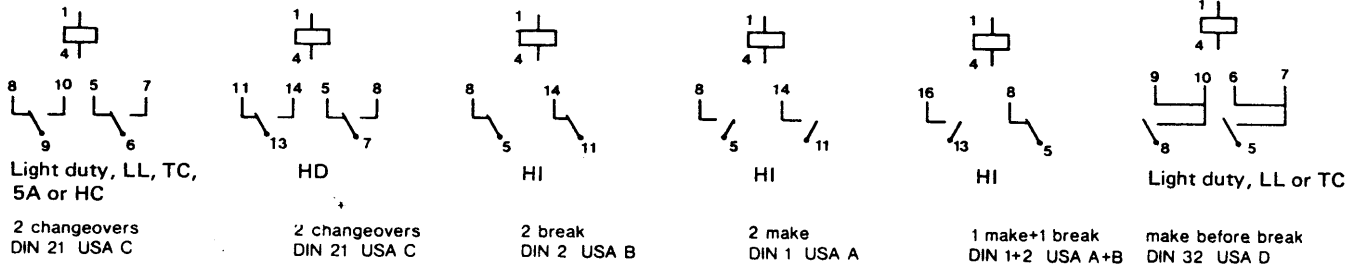 1 1 1 1 1 1
4 4 4 4 4 4
8 10 5 7 11 14 5 8 8 14 8 14 16 8 9 10 6 7
9 6 13 7 5 11 5 11 13 5 8 5
Light duty, LL, TC, HD HI HI HI Light duty, LL or TC
5A or HC
2 changeovers 2 changeovers 2 break 2 make 1 make+1 break make before break
DIN 21 USA C DIN 21 USA C DIN 2 USA B DIN 1 USA A DIN 1+2 USA A+B DIN 32 USA D